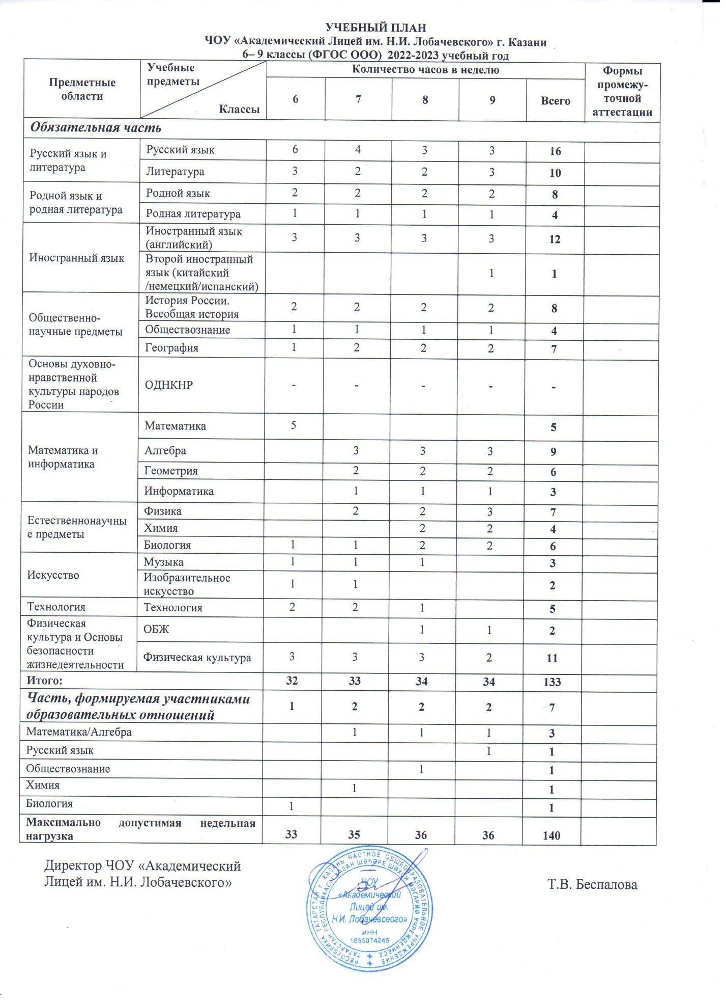 УЧЕБНЫЙ ПЛАН
ЧОУ «Академический Лицей им. Н.И. Лобачевского» г. Казани
6– 9 классы (ФГОС ООО) 2022-2023 учебный год
Предметные области
Учебные предметы
Классы
Количество часов в неделю
Формы промежу-точной аттестации
6 7 8 9 Всего
Обязательная часть
Русский язык и литература
Русский язык 6 4 3 3 16
Литература 3 2 2 3 10
Родной язык и родная литература
Родной язык 2 2 2 2 8
Родная литература 1 1 1 1 4
Иностранный язык
Иностранный язык (английский) 3 3 3 3 12
Второй иностранный язык (китайский /немецкий/испанский) 1 1
Общественно-научные предметы
История России. Всеобщая история 2 2 2 2 8
Обществознание 1 1 1 1 4
География 1 2 2 2 7
Основы духовно-нравственной культуры народов России
ОДНКНР - - - - -
Математика и информатика
Математика 5 5
Алгебра 3 3 3 9
Геометрия 2 2 2 6
Информатика 1 1 1 3
Естественнонаучны
е предметы
Физика 2 2 3 7
Химия 2 2 4
Биология 1 1 2 2 6
Искусство
Музыка 1 1 1 3
Изобразительное искусство 1 1 2
Технология
Технология 2 2 1 5
Физическая культура и Основы безопасности жизнедеятельности
ОБЖ 1 1 2
Физическая культура 3 3 3 2 11
Итого: 32 33 34 34 133
Часть, формируемая участниками образовательных отношений 1 2 2 2 7
Математика/Алгебра 1 1 1 3
Русский язык 1 1
Обществознание 1 1
Химия 1 1
Биология 1 1
Максимально допустимая недельная нагрузка 33 35 36 36 140
Директор ЧОУ «Академический
Лицей им. Н.И. Лобачевского»
Т.В. Беспалова
РЕСПУБЛИКА ТАТАРСТАН Г. КАЗАНЬ ЧАСТНОЕ ОБЩЕОБРАЗОВАТЕЛЬНОЕ УЧРЕЖДЕНИЕ
ТАТАРСТАН РЕСПУБЛИКАСЫ КАЗАН ШӘҺӘРЕ ШӘХСИ МӘГАРИФ УЧРЕЖДЕНИЕСЕ
ЧОУ
«Академический
Лицей им.
Н.И. Лобачевсеого»
ИНН
1655074245